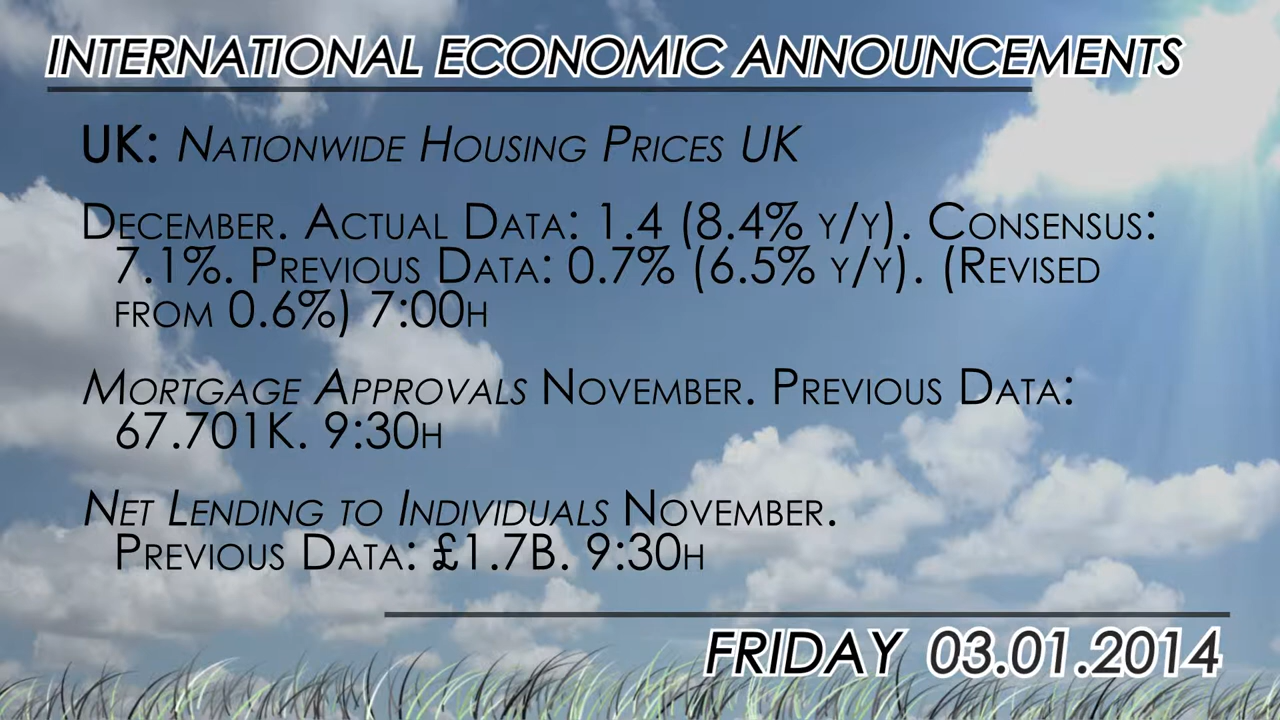 INTERNATIONAL ECONOMIC ANNOUNCEMENTS
UK: Nationwide Housing Prices UK
December. Actual Data: 1.4 (8.4% y/y). Consensus:
7.1%. Previous Data: 0.7% (6.5% y/y). (Revised
from 0.6%) 7:00h
Mortgage Approvals November. Previous Data:
67.701K. 9:30h
Net Lending to Individuals November.
Previous Data: £1.7B. 9:30h
FRIDAY 03.01.2014